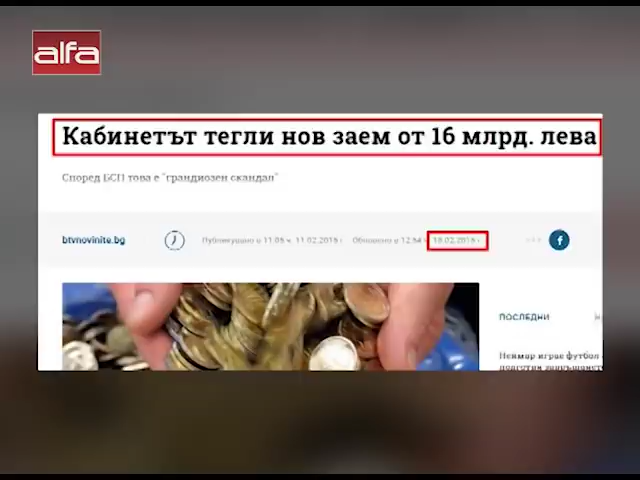 alfa
Кабинетът тегли нов заем от 16 млрд. лева
Според БСП това е "грандиозен скандал"
btvnovinite.bg
Публикувано в 11:06 ч. 11.02.2016 г.
Обновено в 12:54
18.02.2016 г.
f
ПОСЛЕДНИ
Н
Неймар играе футбол